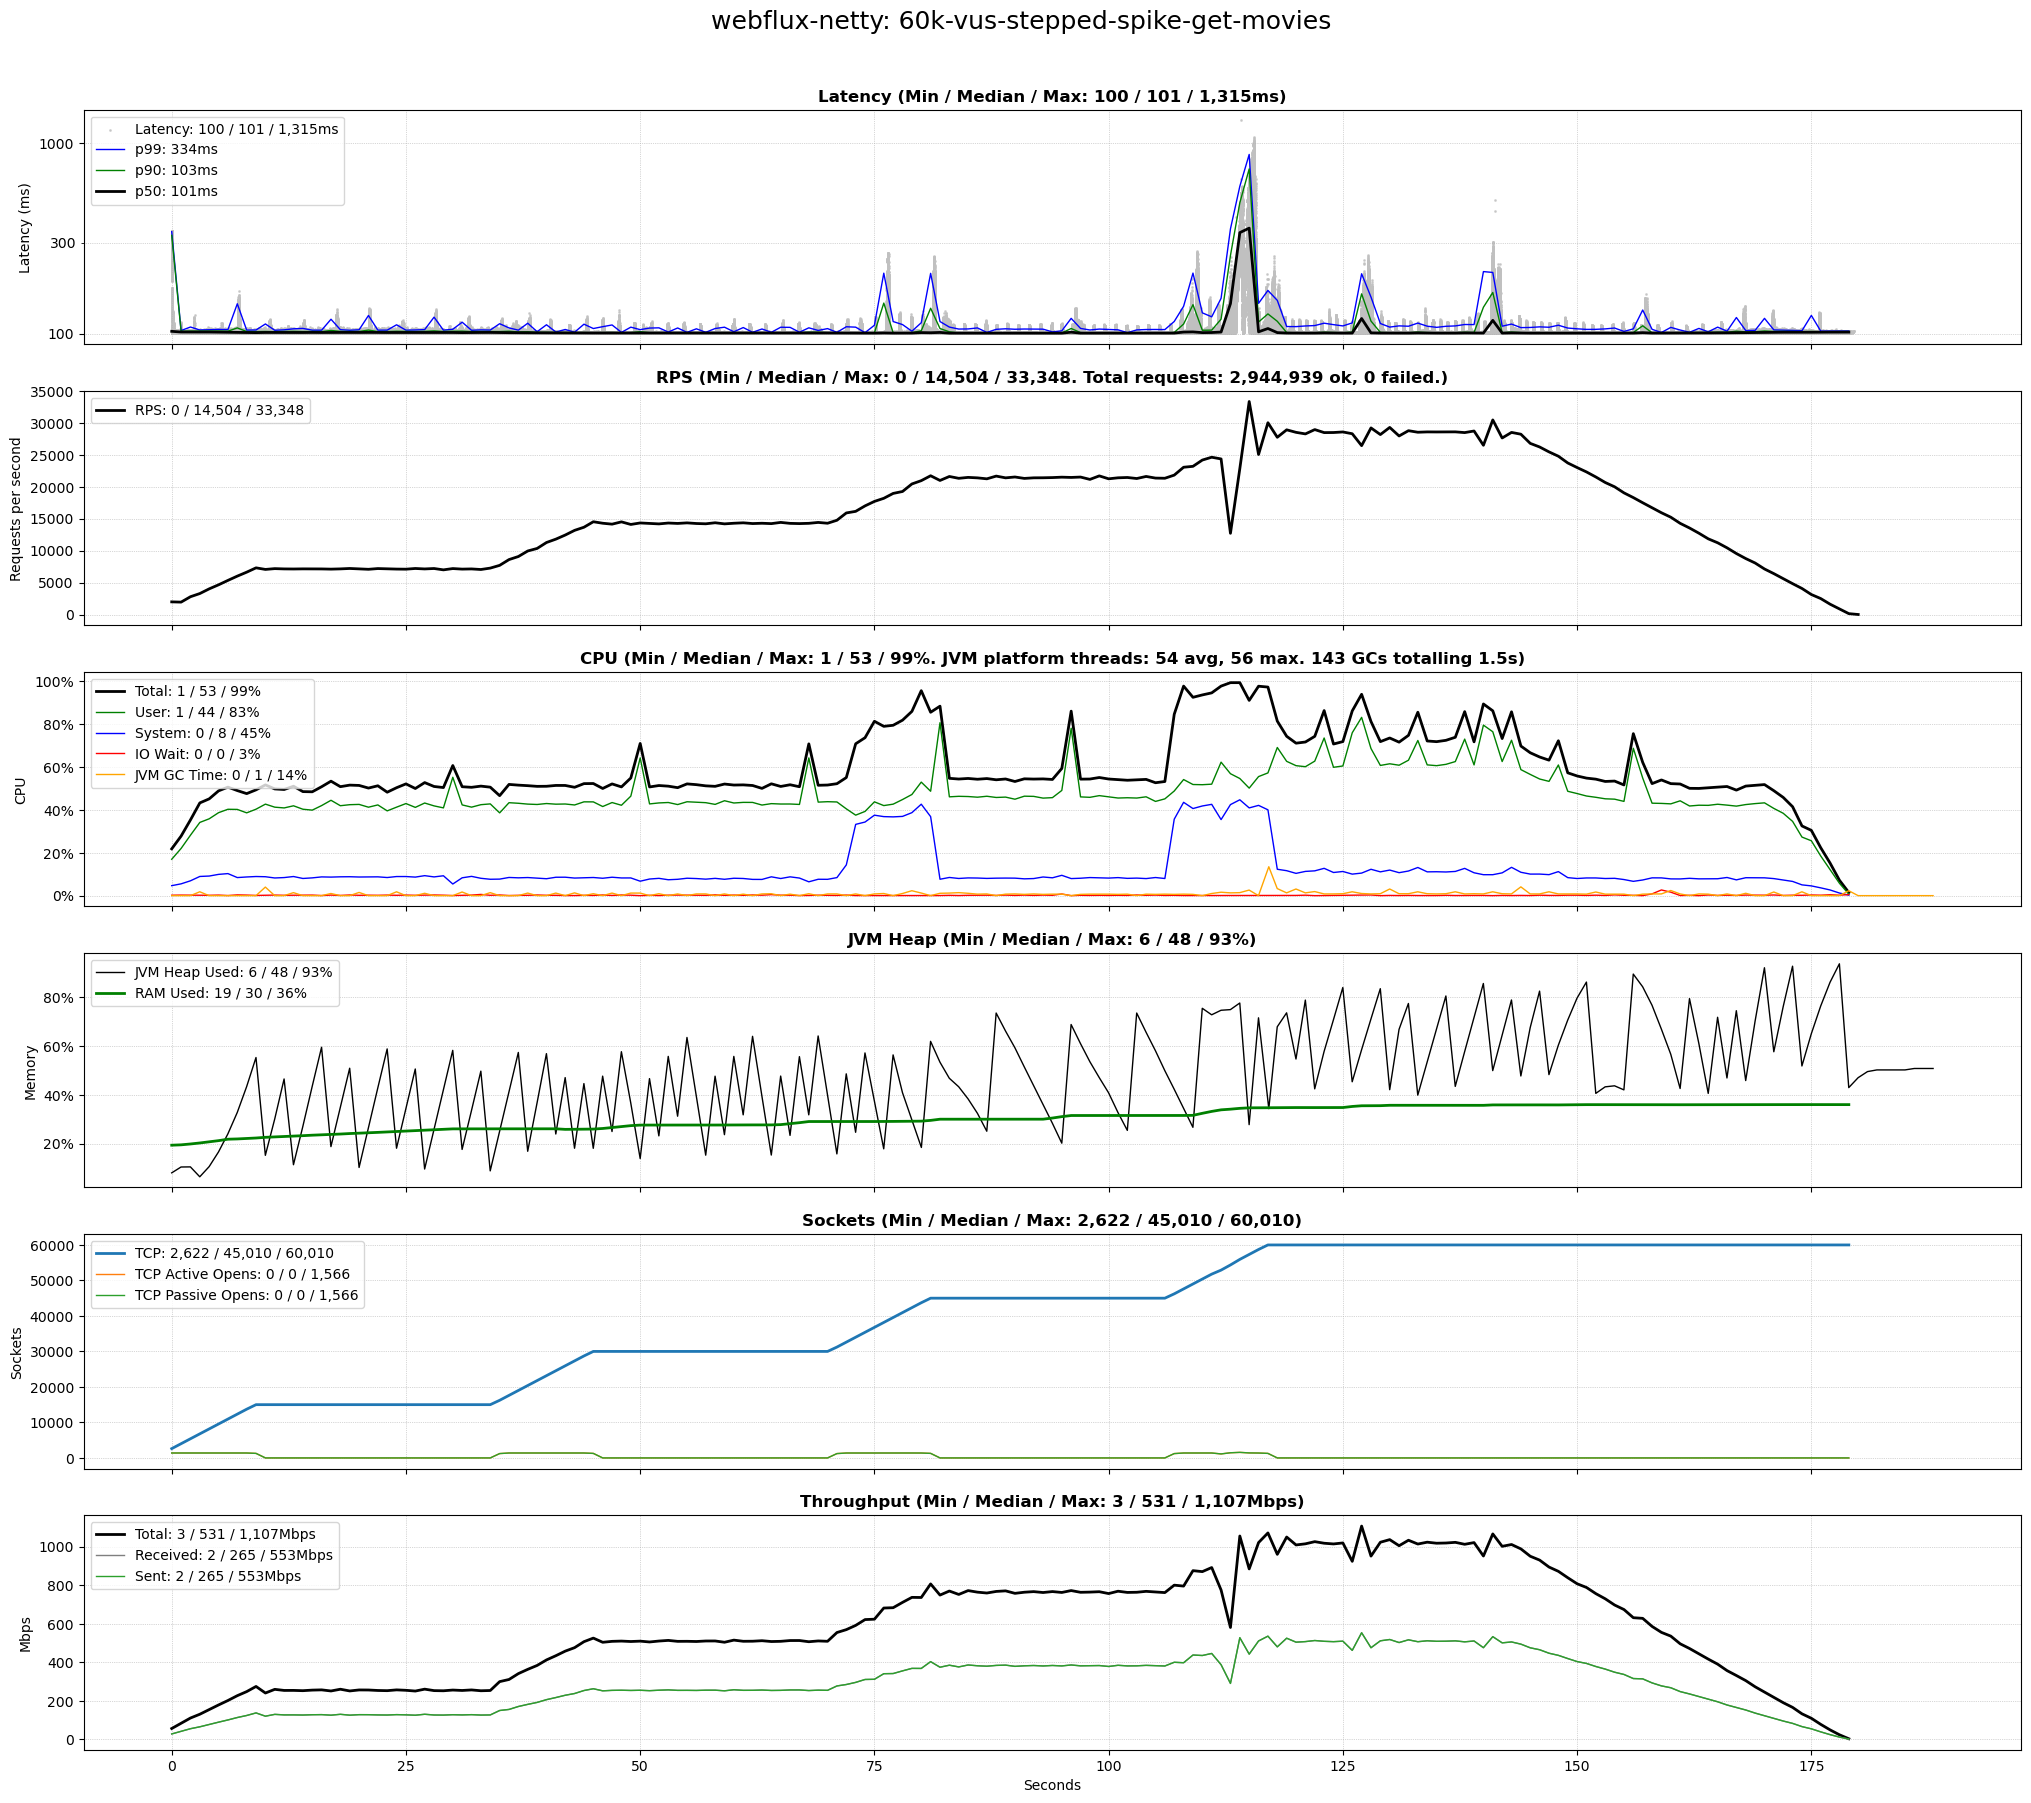 webflux-netty: 60k-vus-stepped-spike-get-movies
Latency (Min / Median / Max: 100 / 101 / 1,315ms)
Latency: 100 / 101 / 1,315ms
p99: 334ms
p90: 103ms
p50: 101ms
1000
300
100
Latency (ms)
RPS (Min / Median / Max: 0 / 14,504 / 33,348. Total requests: 2,944,939 ok, 0 failed.)
RPS: 0 / 14,504 / 33,348
35000
30000
25000
20000
15000
10000
5000
0
Requests per second
CPU (Min / Median / Max: 1 / 53 / 99%. JVM platform threads: 54 avg, 56 max. 143 GCs totalling 1.5s)
Total: 1 / 53 / 99%
User: 1 / 44 / 83%
System: 0 / 8 / 45%
IO Wait: 0 / 0 / 3%
JVM GC Time: 0 / 1 / 14%
100%
80%
60%
40%
20%
0%
CPU
JVM Heap (Min / Median / Max: 6 / 48 / 93%)
JVM Heap Used: 6 / 48 / 93%
RAM Used: 19 / 30 / 36%
80%
60%
40%
20%
Memory
Sockets (Min / Median / Max: 2,622 / 45,010 / 60,010)
TCP: 2,622 / 45,010 / 60,010
TCP Active Opens: 0 / 0 / 1,566
TCP Passive Opens: 0 / 0 / 1,566
60000
50000
40000
30000
20000
10000
0
Sockets
Throughput (Min / Median / Max: 3 / 531 / 1,107Mbps)
Total: 3 / 531 / 1,107Mbps
Received: 2 / 265 / 553Mbps
Sent: 2 / 265 / 553Mbps
1000
800
600
400
200
0
Mbps
0
25
50
75
100
125
150
175
Seconds